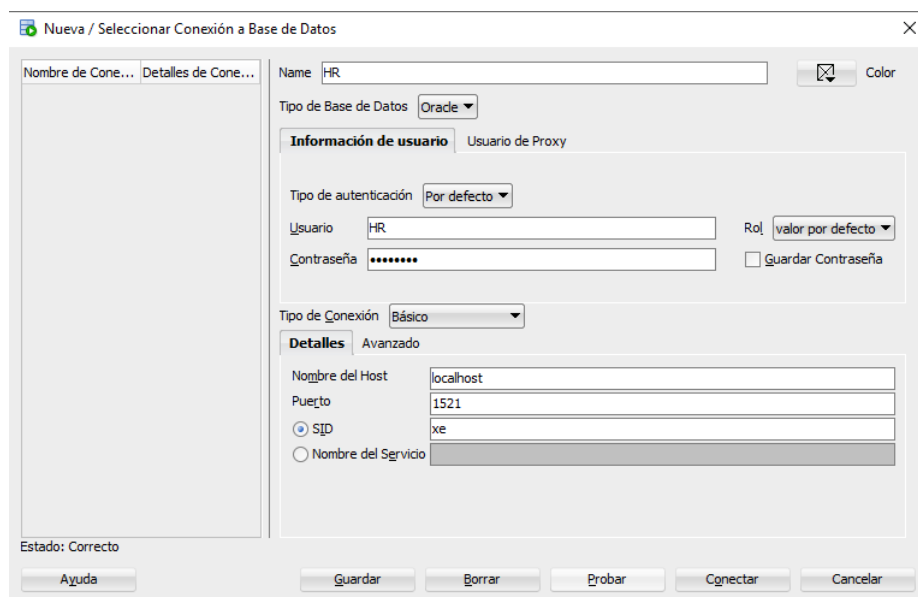 Nueva / Seleccionar Conexión a Base de Datos
Nombre de Cone... Detalles de Cone...
Name HR Color
Tipo de Base de Datos Oracle
Información de usuario Usuario de Proxy
Tipo de autenticación Por defecto
Usuario HR Rol valor por defecto
Contraseña •••••••• Guardar Contraseña
Tipo de Conexión Básico
Detalles Avanzado
Nombre del Host localhost
Puerto 1521
SID xe
Nombre del Servicio
Estado: Correcto
Ayuda Guardar Borrar Probar Conectar Cancelar